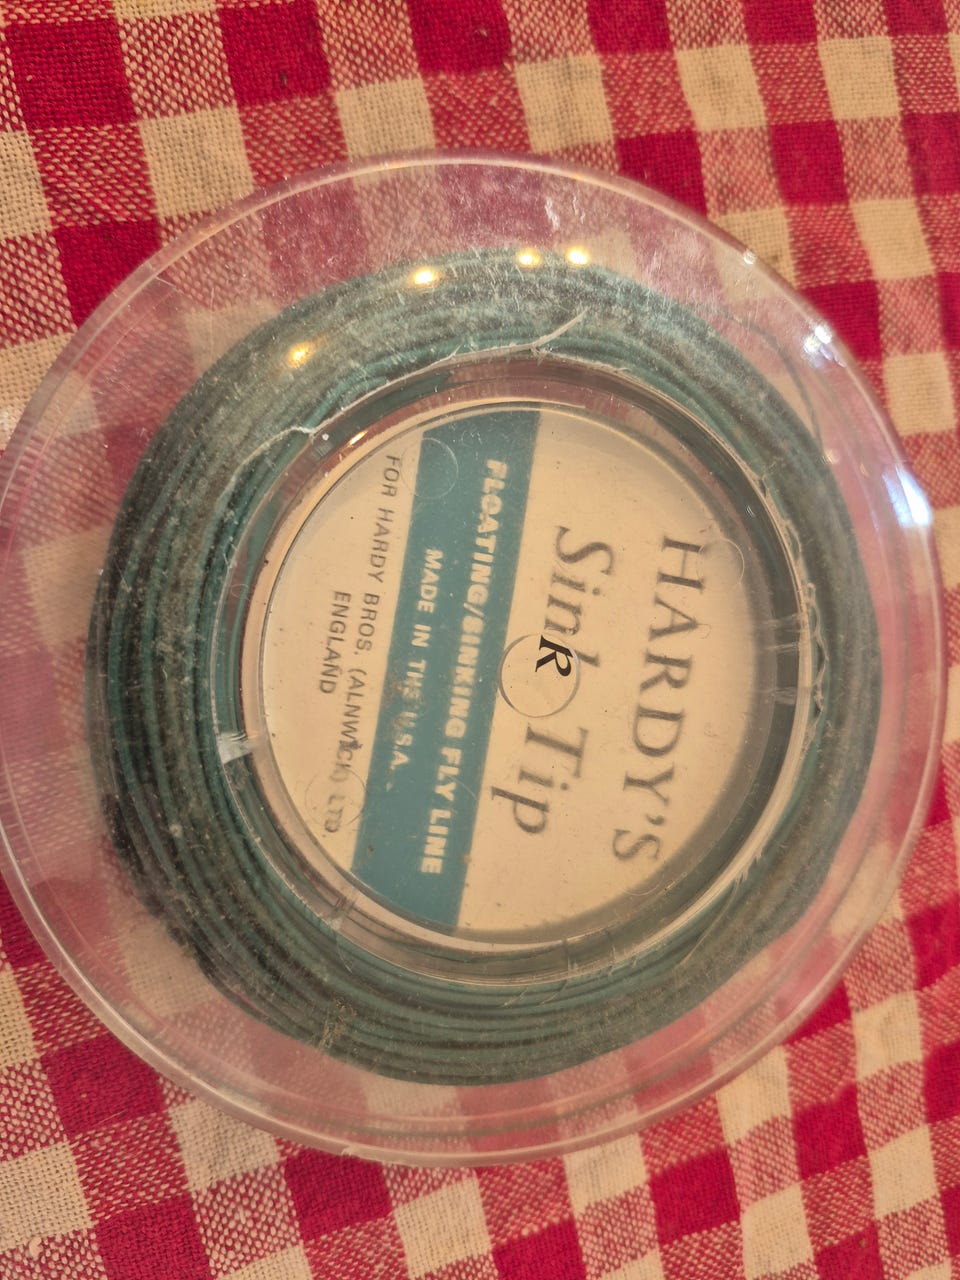 HARDY'S
Sink Tip
R
FLOATING/SINKING FLY LINE
MADE IN THE U.S.A.
FOR HARDY BROS. (ALNWICK) LTD.
ENGLAND